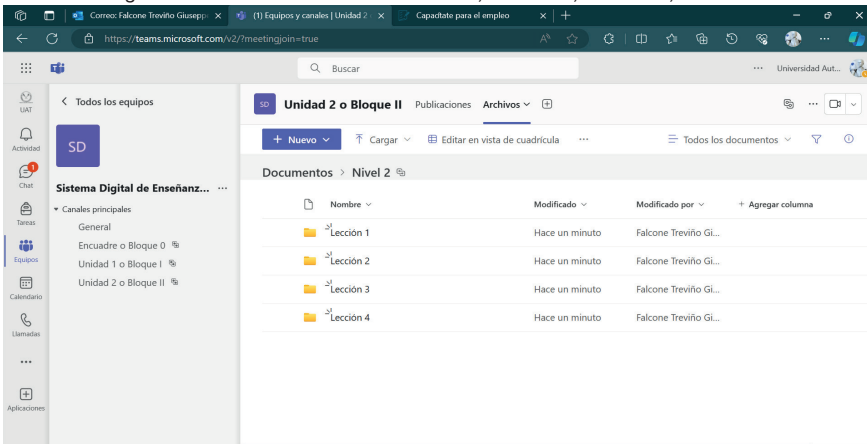 Correo: Falcone Treviño Giusepp
(1) Equipos y canales | Unidad 2
Capacítate para el empleo
https://teams.microsoft.com/v2/?meetingjoin=true
Buscar
Universidad Aut...
UAT
Actividad
1
Chat
Tareas
Equipos
Calendario
Llamadas
Aplicaciones
Todos los equipos
SD
Sistema Digital de Enseñanz... ...
Canales principales
General
Encuadre o Bloque 0
Unidad 1 o Bloque I
Unidad 2 o Bloque II
SD Unidad 2 o Bloque II Publicaciones Archivos
+ Nuevo Cargar Editar en vista de cuadrícula ... Todos los documentos
Documentos > Nivel 2
Nombre Modificado Modificado por + Agregar columna
Lección 1 Hace un minuto Falcone Treviño Gi...
Lección 2 Hace un minuto Falcone Treviño Gi...
Lección 3 Hace un minuto Falcone Treviño Gi...
Lección 4 Hace un minuto Falcone Treviño Gi...